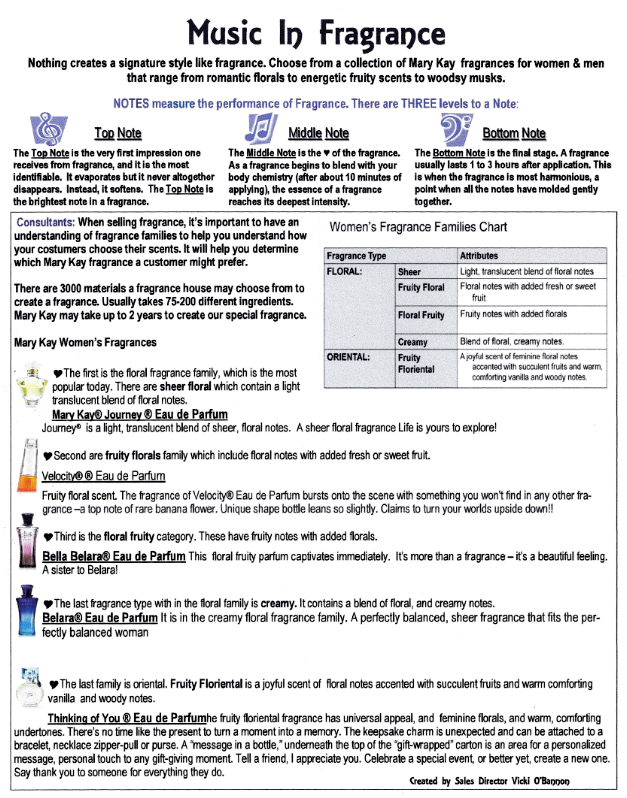 Music In Fragrance
Nothing creates a signature style like fragrance. Choose from a collection of Mary Kay fragrances for women & men
that range from romantic florals to energetic fruity scents to woodsy musks.
NOTES measure the performance of Fragrance. There are THREE levels to a Note:
Top Note
The Top Note is the very first impression one
receives from fragrance, and it is the most
identifiable. It evaporates but it never altogether
disappears. Instead, it softens. The Top Note is
the brightest note in a fragrance.
Middle Note
The Middle Note is the ♥ of the fragrance.
As a fragrance begins to blend with your
body chemistry (after about 10 minutes of
applying), the essence of a fragrance
reaches its deepest intensity.
Bottom Note
The Bottom Note is the final stage. A fragrance
usually lasts 1 to 3 hours after application. This
is when the fragrance is most harmonious, a
point when all the notes have molded gently
together.
Consultants: When selling fragrance, it's important to have an
understanding of fragrance families to help you understand how
your costumers choose their scents. It will help you determine
which Mary Kay fragrance a customer might prefer.
There are 3000 materials a fragrance house may choose from to
create a fragrance. Usually takes 75-200 different ingredients.
Mary Kay may take up to 2 years to create our special fragrance.
Mary Kay Women's Fragrances
Women's Fragrance Families Chart
Fragrance Type Attributes
FLORAL: Sheer Light, translucent blend of floral notes
Fruity Floral Floral notes with added fresh or sweet
fruit
Floral Fruity Fruity notes with added florals
Creamy Blend of floral, creamy notes.
ORIENTAL: Fruity A joyful scent of feminine floral notes
Floriental accented with succulent fruits and warm,
comforting vanilla and woody notes.
♥The first is the floral fragrance family, which is the most
popular today. There are sheer floral which contain a light
translucent blend of floral notes.
Mary Kay® Journey ® Eau de Parfum
Journey® is a light, translucent blend of sheer, floral notes. A sheer floral fragrance Life is yours to explore!
♥Second are fruity florals family which include floral notes with added fresh or sweet fruit.
Velocity® ® Eau de Parfum
Fruity floral scent. The fragrance of Velocity® Eau de Parfum bursts onto the scene with something you won't find in any other fra-
grance –a top note of rare banana flower. Unique shape bottle leans so slightly. Claims to turn your worlds upside down!!
♥Third is the floral fruity category. These have fruity notes with added florals.
Bella Belara® Eau de Parfum This floral fruity parfum captivates immediately. It's more than a fragrance – it's a beautiful feeling.
A sister to Belara!
♥The last fragrance type with in the floral family is creamy. It contains a blend of floral, and creamy notes.
Belara® Eau de Parfum It is in the creamy floral fragrance family. A perfectly balanced, sheer fragrance that fits the per-
fectly balanced woman
♥The last family is oriental. Fruity Floriental is a joyful scent of floral notes accented with succulent fruits and warm comforting
vanilla and woody notes.
Thinking of You ® Eau de Parfumhe fruity floriental fragrance has universal appeal, and feminine florals, and warm, comforting
undertones. There's no time like the present to turn a moment into a memory. The keepsake charm is unexpected and can be attached to a
bracelet, necklace zipper-pull or purse. A "message in a bottle," underneath the top of the "gift-wrapped" carton is an area for a personalized
message, personal touch to any gift-giving moment. Tell a friend, I appreciate you. Celebrate a special event, or better yet, create a new one.
Say thank you to someone for everything they do.
Created by Sales Director Vicki O'Bannon